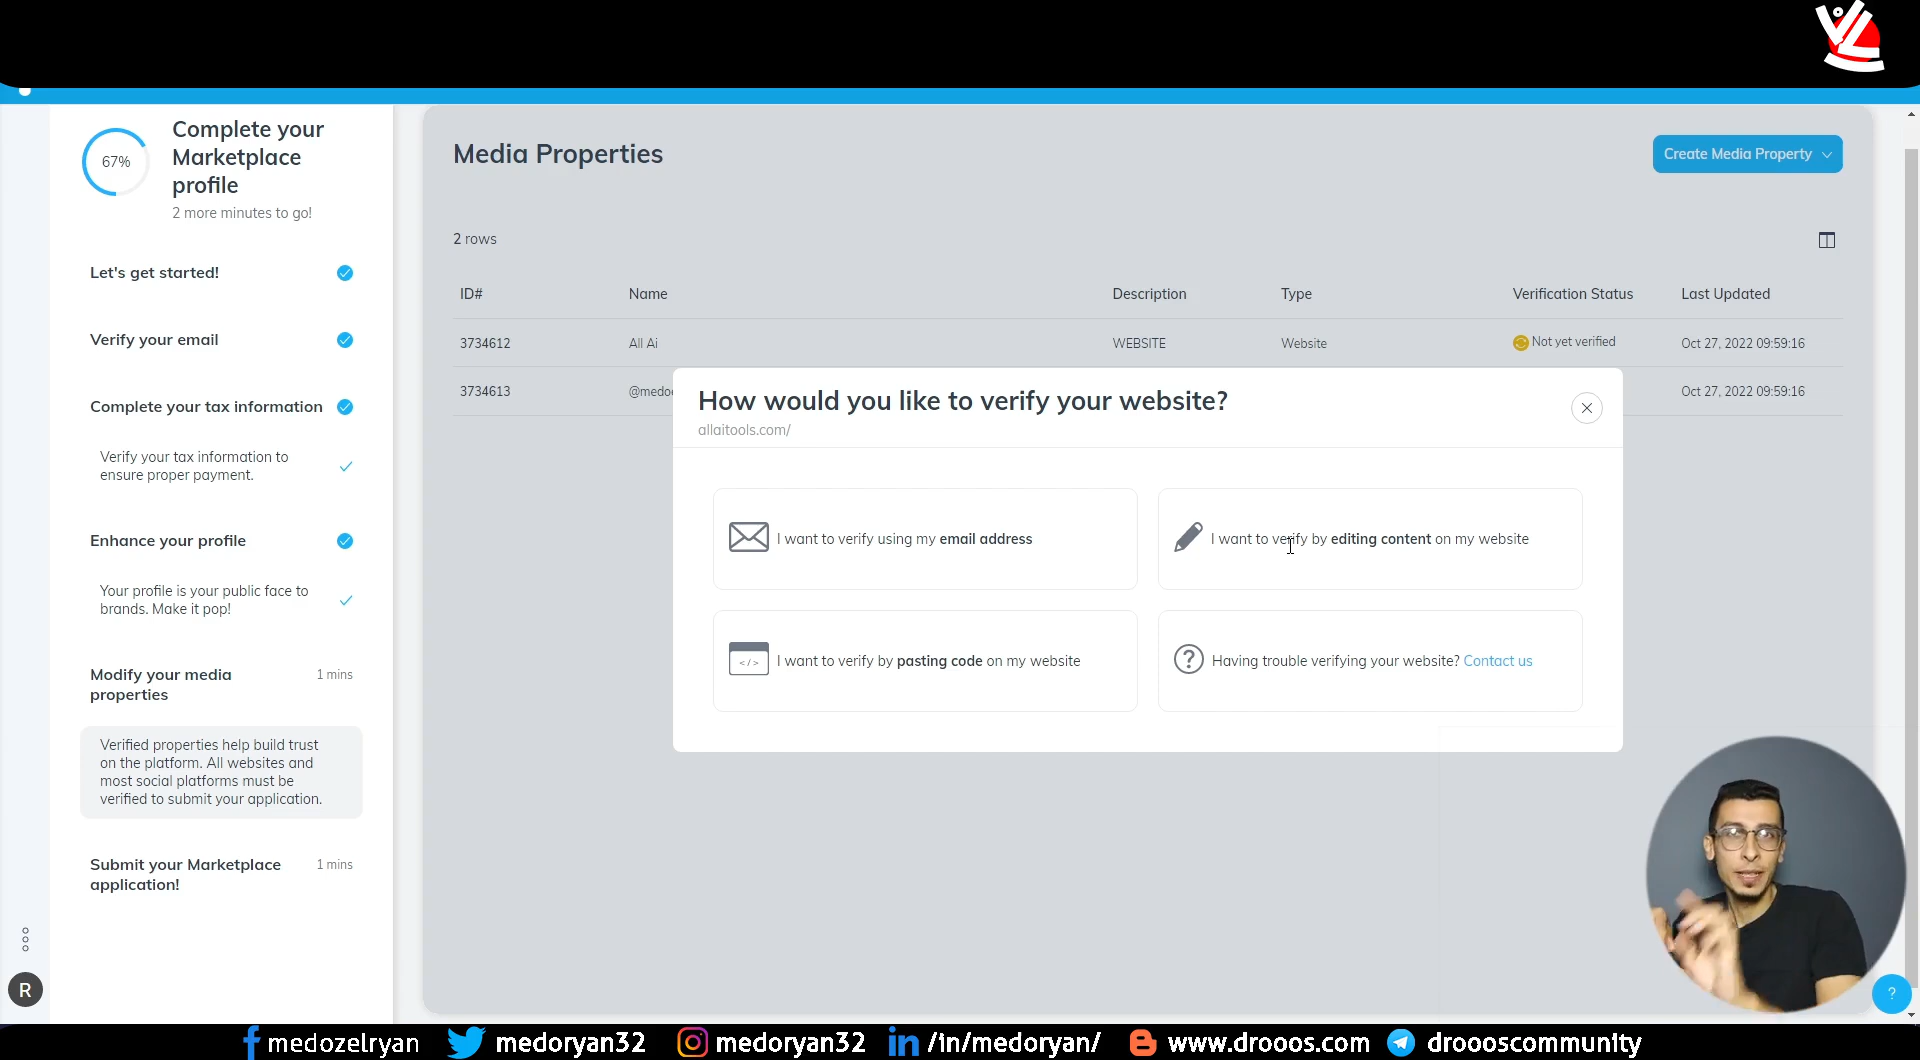 67%
Complete your
Marketplace
profile
2 more minutes to go!
Let's get started!
Verify your email
Complete your tax information
Verify your tax information to
ensure proper payment.
Enhance your profile
Your profile is your public face to
brands. Make it pop!
Modify your media
properties
1 mins
Verified properties help build trust
on the platform. All websites and
most social platforms must be
verified to submit your application.
Submit your Marketplace
application!
1 mins
R
Media Properties
Create Media Property
2 rows
ID# Name Description Type Verification Status Last Updated
3734612 All Ai WEBSITE Website Not yet verified Oct 27, 2022 09:59:16
3734613 Oct 27, 2022 09:59:16
How would you like to verify your website?
allaitools.com/
I want to verify using my email address
I want to verify by editing content on my website
</> I want to verify by pasting code on my website
? Having trouble verifying your website? Contact us
?
medozelryan medoryan32 medoryan32 /in/medoryan/ www.drooos.com droooscommunity